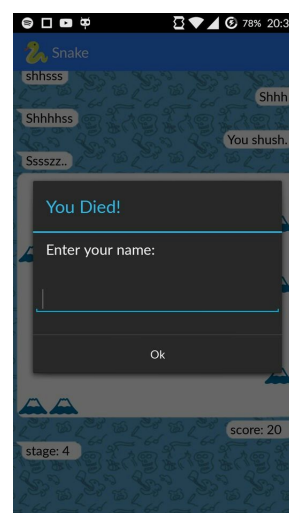 78% 20:3
Snake
shhsss
Shhh
Shhhhss
You shush.
Sssszz..
You Died!
Enter your name:
Ok
score: 20
stage: 4